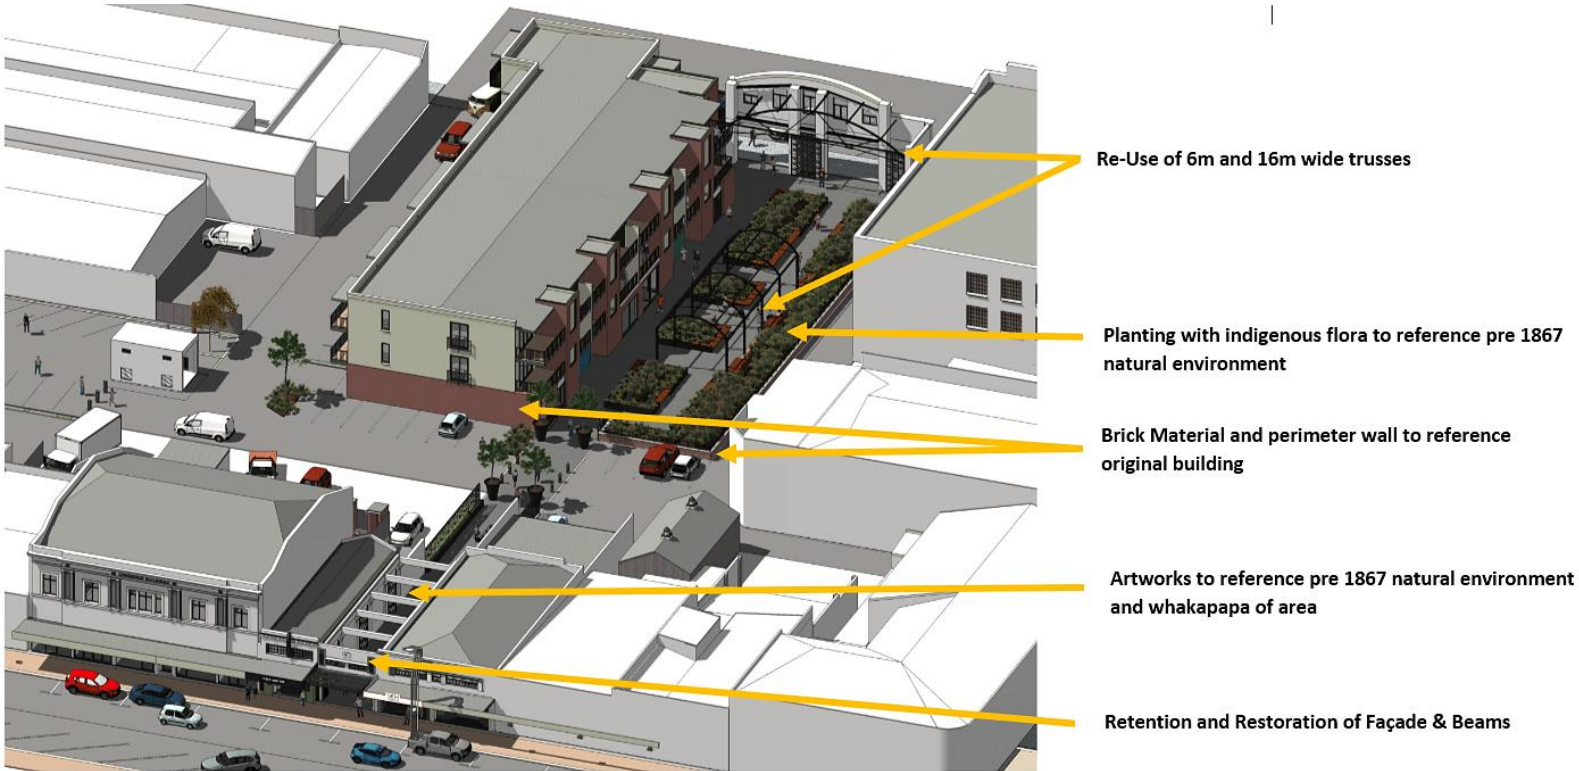 Re-Use of 6m and 16m wide trusses
Planting with indigenous flora to reference pre 1867
natural environment
Brick Material and perimeter wall to reference
original building
Artworks to reference pre 1867 natural environment
and whakapapa of area
Retention and Restoration of Façade & Beams